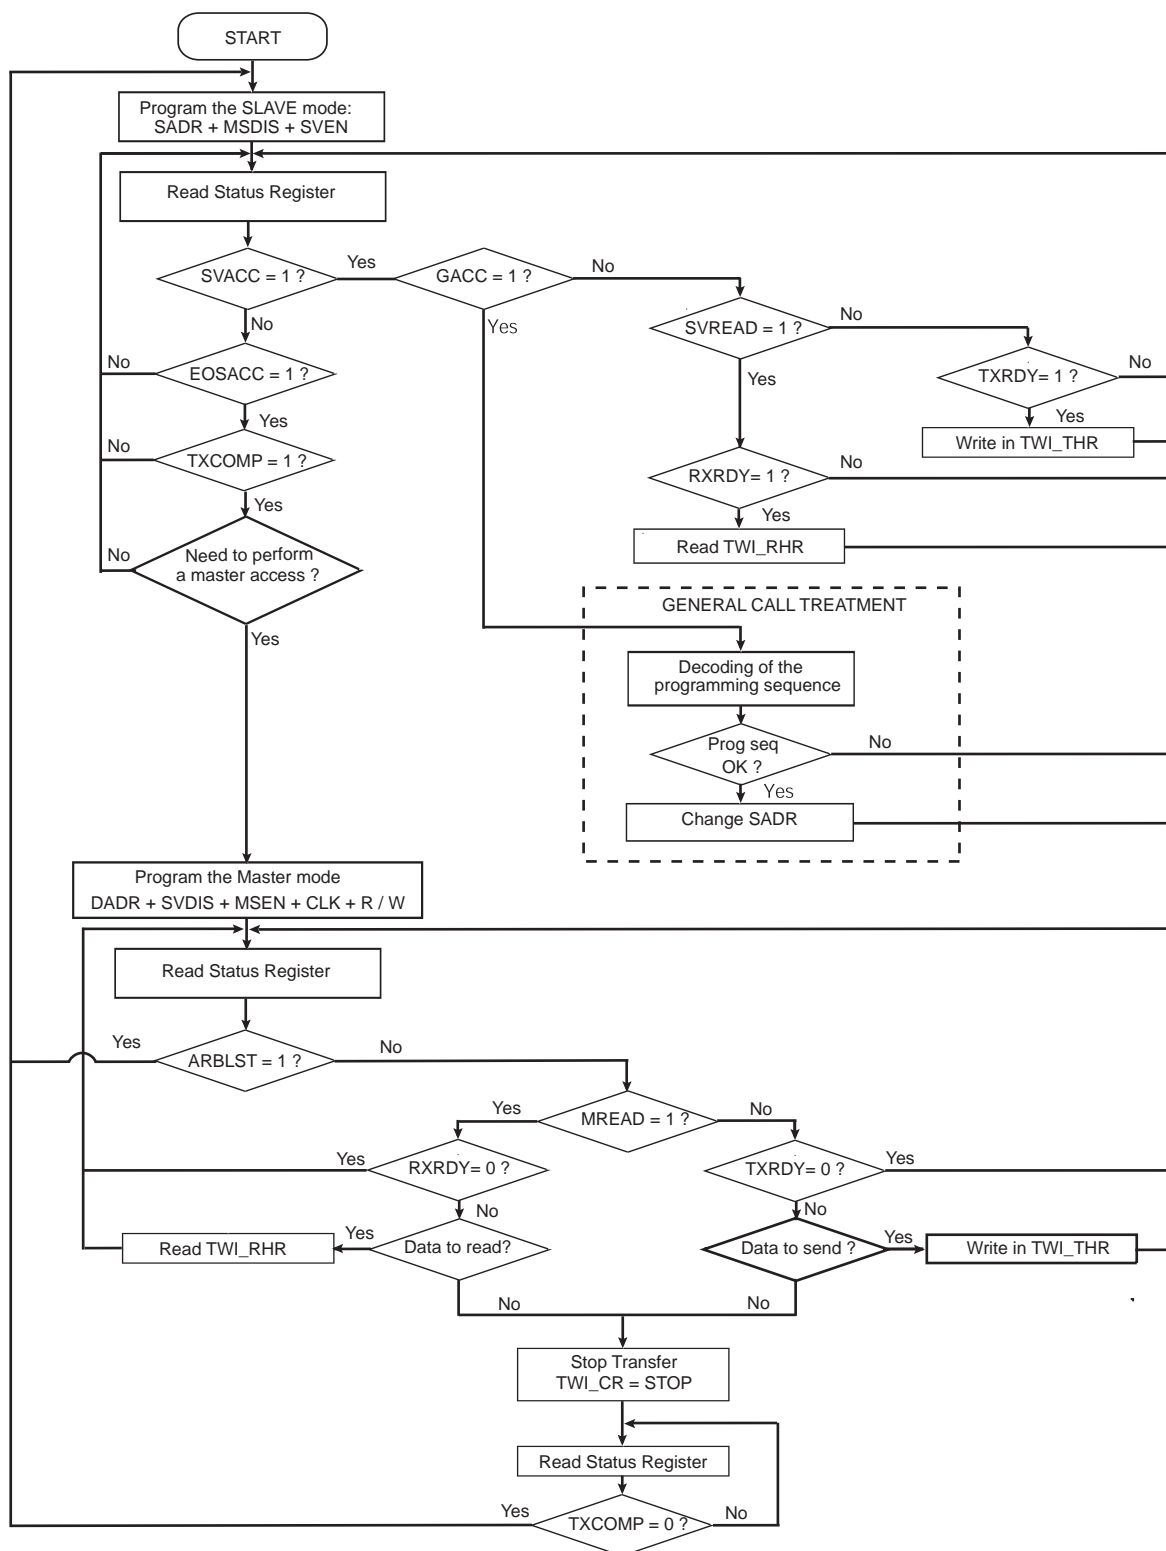 START
Program the SLAVE mode:
SADR + MSDIS + SVEN
Read Status Register
SVACC = 1 ?
Yes
GACC = 1 ?
No
No
Yes
SVREAD = 1 ?
No
No
EOSACC = 1 ?
Yes
TXRDY= 1 ?
No
Yes
Yes
Write in TWI_THR
No
TXCOMP = 1 ?
RXRDY= 1 ?
No
Yes
Yes
Read TWI_RHR
No
Need to perform
a master access ?
GENERAL CALL TREATMENT
Yes
Decoding of the
programming sequence
Prog seq
OK ?
No
Yes
Change SADR
Program the Master mode
DADR + SVDIS + MSEN + CLK + R / W
Read Status Register
Yes
ARBLST = 1 ?
No
Yes
MREAD = 1 ?
No
Yes
RXRDY= 0 ?
TXRDY= 0 ?
Yes
No
No
Read TWI_RHR
Yes
Data to read?
Data to send ?
Yes
Write in TWI_THR
No
No
Stop Transfer
TWI_CR = STOP
Read Status Register
Yes
TXCOMP = 0 ?
No